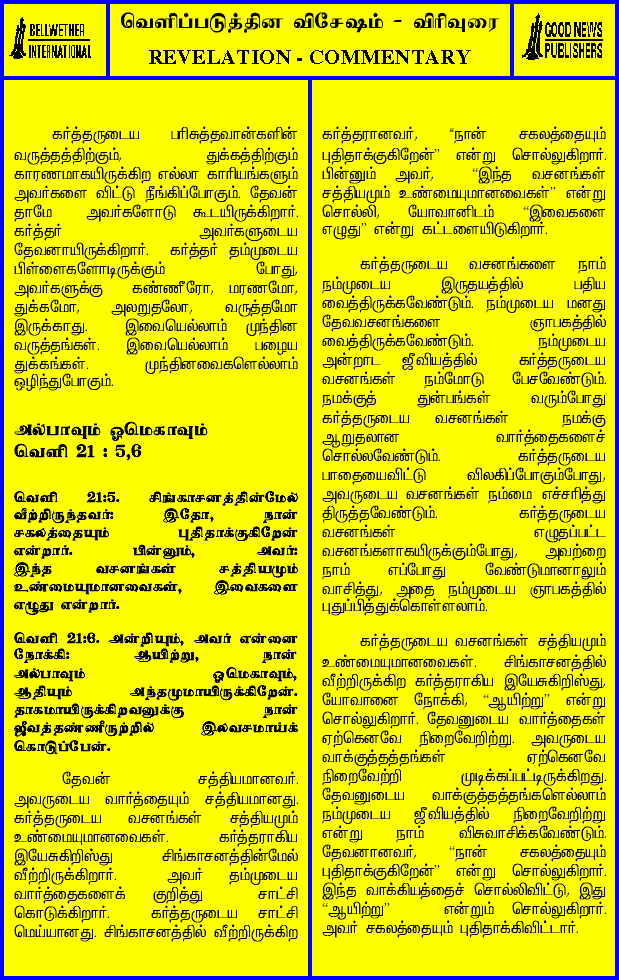 BELLWETHER
INTERNATIONAL
வெளிப்படுத்தின விசேஷம் - விரிவுரை
REVELATION - COMMENTARY
GOOD NEWS
PUBLISHERS
கர்த்தருடைய பரிசுத்தவான்களின்
வருத்தத்திற்கும், துக்கத்திற்கும்
காரணமாகயிருக்கிற எல்லா காரியங்களும்
அவர்களை விட்டு நீங்கிப்போகும். தேவன்
தாமே அவர்களோடு கூடயிருக்கிறார்.
கர்த்தர் அவர்களுடைய
தேவனாயிருக்கிறார். கர்த்தர் தம்முடைய
பிள்ளைகளோடிருக்கும் போது,
அவர்களுக்கு கண்ணீரோ, மரணமோ,
துக்கமோ, அலறுதலோ, வருத்தமோ
இருக்காது. இவையெல்லாம் முந்தின
வருத்தங்கள். இவையெல்லாம் பழைய
துக்கங்கள். முந்தினவைகளெல்லாம்
ஒழிந்துபோகும்.
அல்பாவும் ஓமெகாவும்
வெளி 21 : 5,6
வெளி 21:5. சிங்காசனத்தின்மேல்
வீற்றிருந்தவர்: இதோ, நான்
சகலத்தையும் புதிதாக்குகிறேன்
என்றார். பின்னும், அவர்:
இந்த வசனங்கள் சத்தியமும்
உண்மையுமானவைகள், இவைகளை
எழுது என்றார்.
வெளி 21:6. அன்றியும், அவர் என்னை
நோக்கி: ஆயிற்று, நான்
அல்பாவும் ஓமெகாவும்,
ஆதியும் அந்தமுமாயிருக்கிறேன்.
தாகமாயிருக்கிறவனுக்கு நான்
ஜீவத்தண்ணீரூற்றில் இலவசமாய்க்
கொடுப்பேன்.
தேவன் சத்தியமானவர்.
அவருடைய வார்த்தையும் சத்தியமானது.
கர்த்தருடைய வசனங்கள் சத்தியமும்
உண்மையுமானவைகள். கர்த்தராகிய
இயேசுகிறிஸ்து சிங்காசனத்தின்மேல்
வீற்றிருக்கிறார். அவர் தம்முடைய
வார்த்தைகளைக் குறித்து சாட்சி
கொடுக்கிறார். கர்த்தருடைய சாட்சி
மெய்யானது. சிங்காசனத்தில் வீற்றிருக்கிற
கர்த்தரானவர், “நான் சகலத்தையும்
புதிதாக்குகிறேன்” என்று சொல்லுகிறார்.
பின்னும் அவர், “இந்த வசனங்கள்
சத்தியமும் உண்மையுமானவைகள்” என்று
சொல்லி, யோவானிடம் “இவைகளை
எழுது” என்று கட்டளையிடுகிறார்.
கர்த்தருடைய வசனங்களை நாம்
நம்முடைய இருதயத்தில் பதிய
வைத்திருக்கவேண்டும். நம்முடைய மனது
தேவவசனங்களை ஞாபகத்தில்
வைத்திருக்கவேண்டும். நம்முடைய
அன்றாட ஜீவியத்தில் கர்த்தருடைய
வசனங்கள் நம்மோடு பேசவேண்டும்.
நமக்குத் துன்பங்கள் வரும்போது
கர்த்தருடைய வசனங்கள் நமக்கு
ஆறுதலான வார்த்தைகளைச்
சொல்லவேண்டும். கர்த்தருடைய
பாதையைவிட்டு விலகிப்போகும்போது,
அவருடைய வசனங்கள் நம்மை எச்சரித்து
திருத்தவேண்டும். கர்த்தருடைய
வசனங்கள் எழுதப்பட்ட
வசனங்களாகயிருக்கும்போது, அவற்றை
நாம் எப்போது வேண்டுமானாலும்
வாசித்து, அதை நம்முடைய ஞாபகத்தில்
புதுப்பித்துக்கொள்ளலாம்.
கர்த்தருடைய வசனங்கள் சத்தியமும்
உண்மையுமானவைகள். சிங்காசனத்தில்
வீற்றிருக்கிற கர்த்தராகிய இயேசுகிறிஸ்து,
யோவானை நோக்கி, “ஆயிற்று” என்று
சொல்லுகிறார். தேவனுடைய வார்த்தைகள்
ஏற்கெனவே நிறைவேறிற்று. அவருடைய
வாக்குத்தத்தங்கள் ஏற்கெனவே
நிறைவேற்றி முடிக்கப்பட்டிருக்கிறது.
தேவனுடைய வாக்குத்தத்தங்களெல்லாம்
நம்முடைய ஜீவியத்தில் நிறைவேறிற்று
என்று நாம் விசுவாசிக்கவேண்டும்.
தேவனானவர், “நான் சகலத்தையும்
புதிதாக்குகிறேன்” என்று சொல்லுகிறார்.
இந்த வாக்கியத்தைச் சொல்லிவிட்டு, இது
“ஆயிற்று” என்றும் சொல்லுகிறார்.
அவர் சகலத்தையும் புதிதாக்கிவிட்டார்.